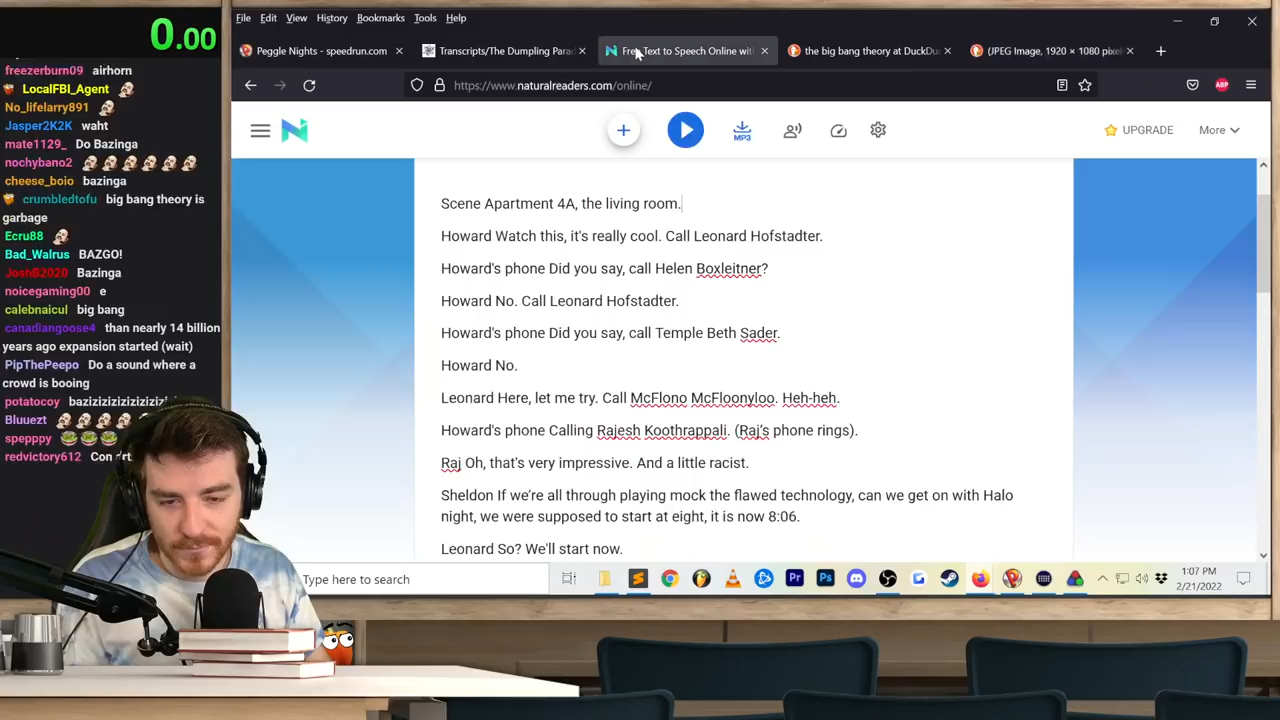 0.00
freezerburn09 airhorn
LocalFBI_Agent
No_lifelarry891
Jasper2K2K waht
mate1129_ Do Bazinga
nochybano2
cheese_boio bazinga
crumbledtofu big bang theory is
garbage
Ecru88
Bad_Walrus BAZGO!
JoshB2020 Bazinga
noicegaming00 e
calebnaicul big bang
canadiangoose4 than nearly 14 billion
years ago expansion started (wait)
PipThePeepo Do a sound where a
crowd is booing
potatocoy bazizizizizizizizizi
Bluuezt
spepppy
redvictory612
File Edit View History Bookmarks Tools Help
Peggle Nights - speedrun.com
Transcripts/The Dumpling Parad
Free Text to Speech Online wit
the big bang theory at DuckDu
(JPEG Image, 1920 × 1080 pixel
https://www.naturalreaders.com/online/
ABP
MP3
UPGRADE
More
Scene Apartment 4A, the living room.
Howard Watch this, it's really cool. Call Leonard Hofstadter.
Howard's phone Did you say, call Helen Boxleitner?
Howard No. Call Leonard Hofstadter.
Howard's phone Did you say, call Temple Beth Sader.
Howard No.
Leonard Here, let me try. Call McFlono McFloonyloo. Heh-heh.
Howard's phone Calling Rajesh Koothrappali. (Raj's phone rings).
Raj Oh, that's very impressive. And a little racist.
Sheldon If we're all through playing mock the flawed technology, can we get on with Halo
night, we were supposed to start at eight, it is now 8:06.
Leonard So? We'll start now.
Type here to search
Pr
Ps
1:07 PM
2/21/2022